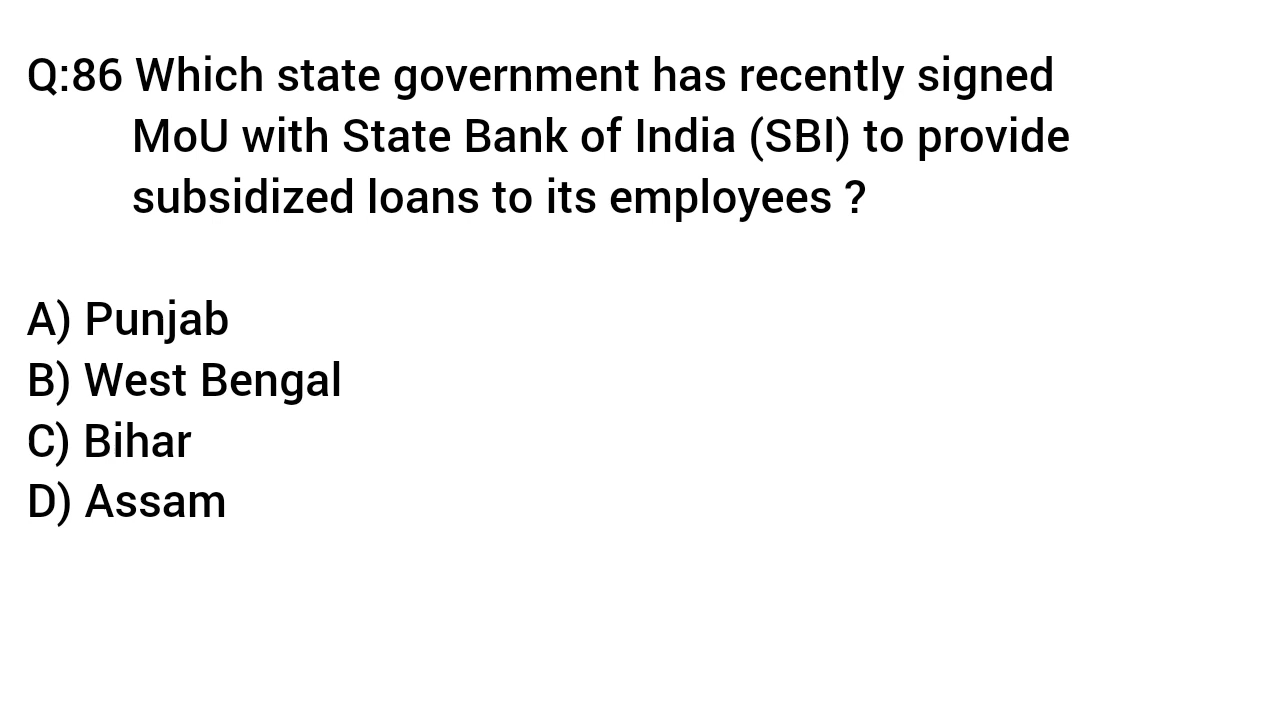 Q:86 Which state government has recently signed
MoU with State Bank of India (SBI) to provide
subsidized loans to its employees ?
A) Punjab
B) West Bengal
C) Bihar
D) Assam